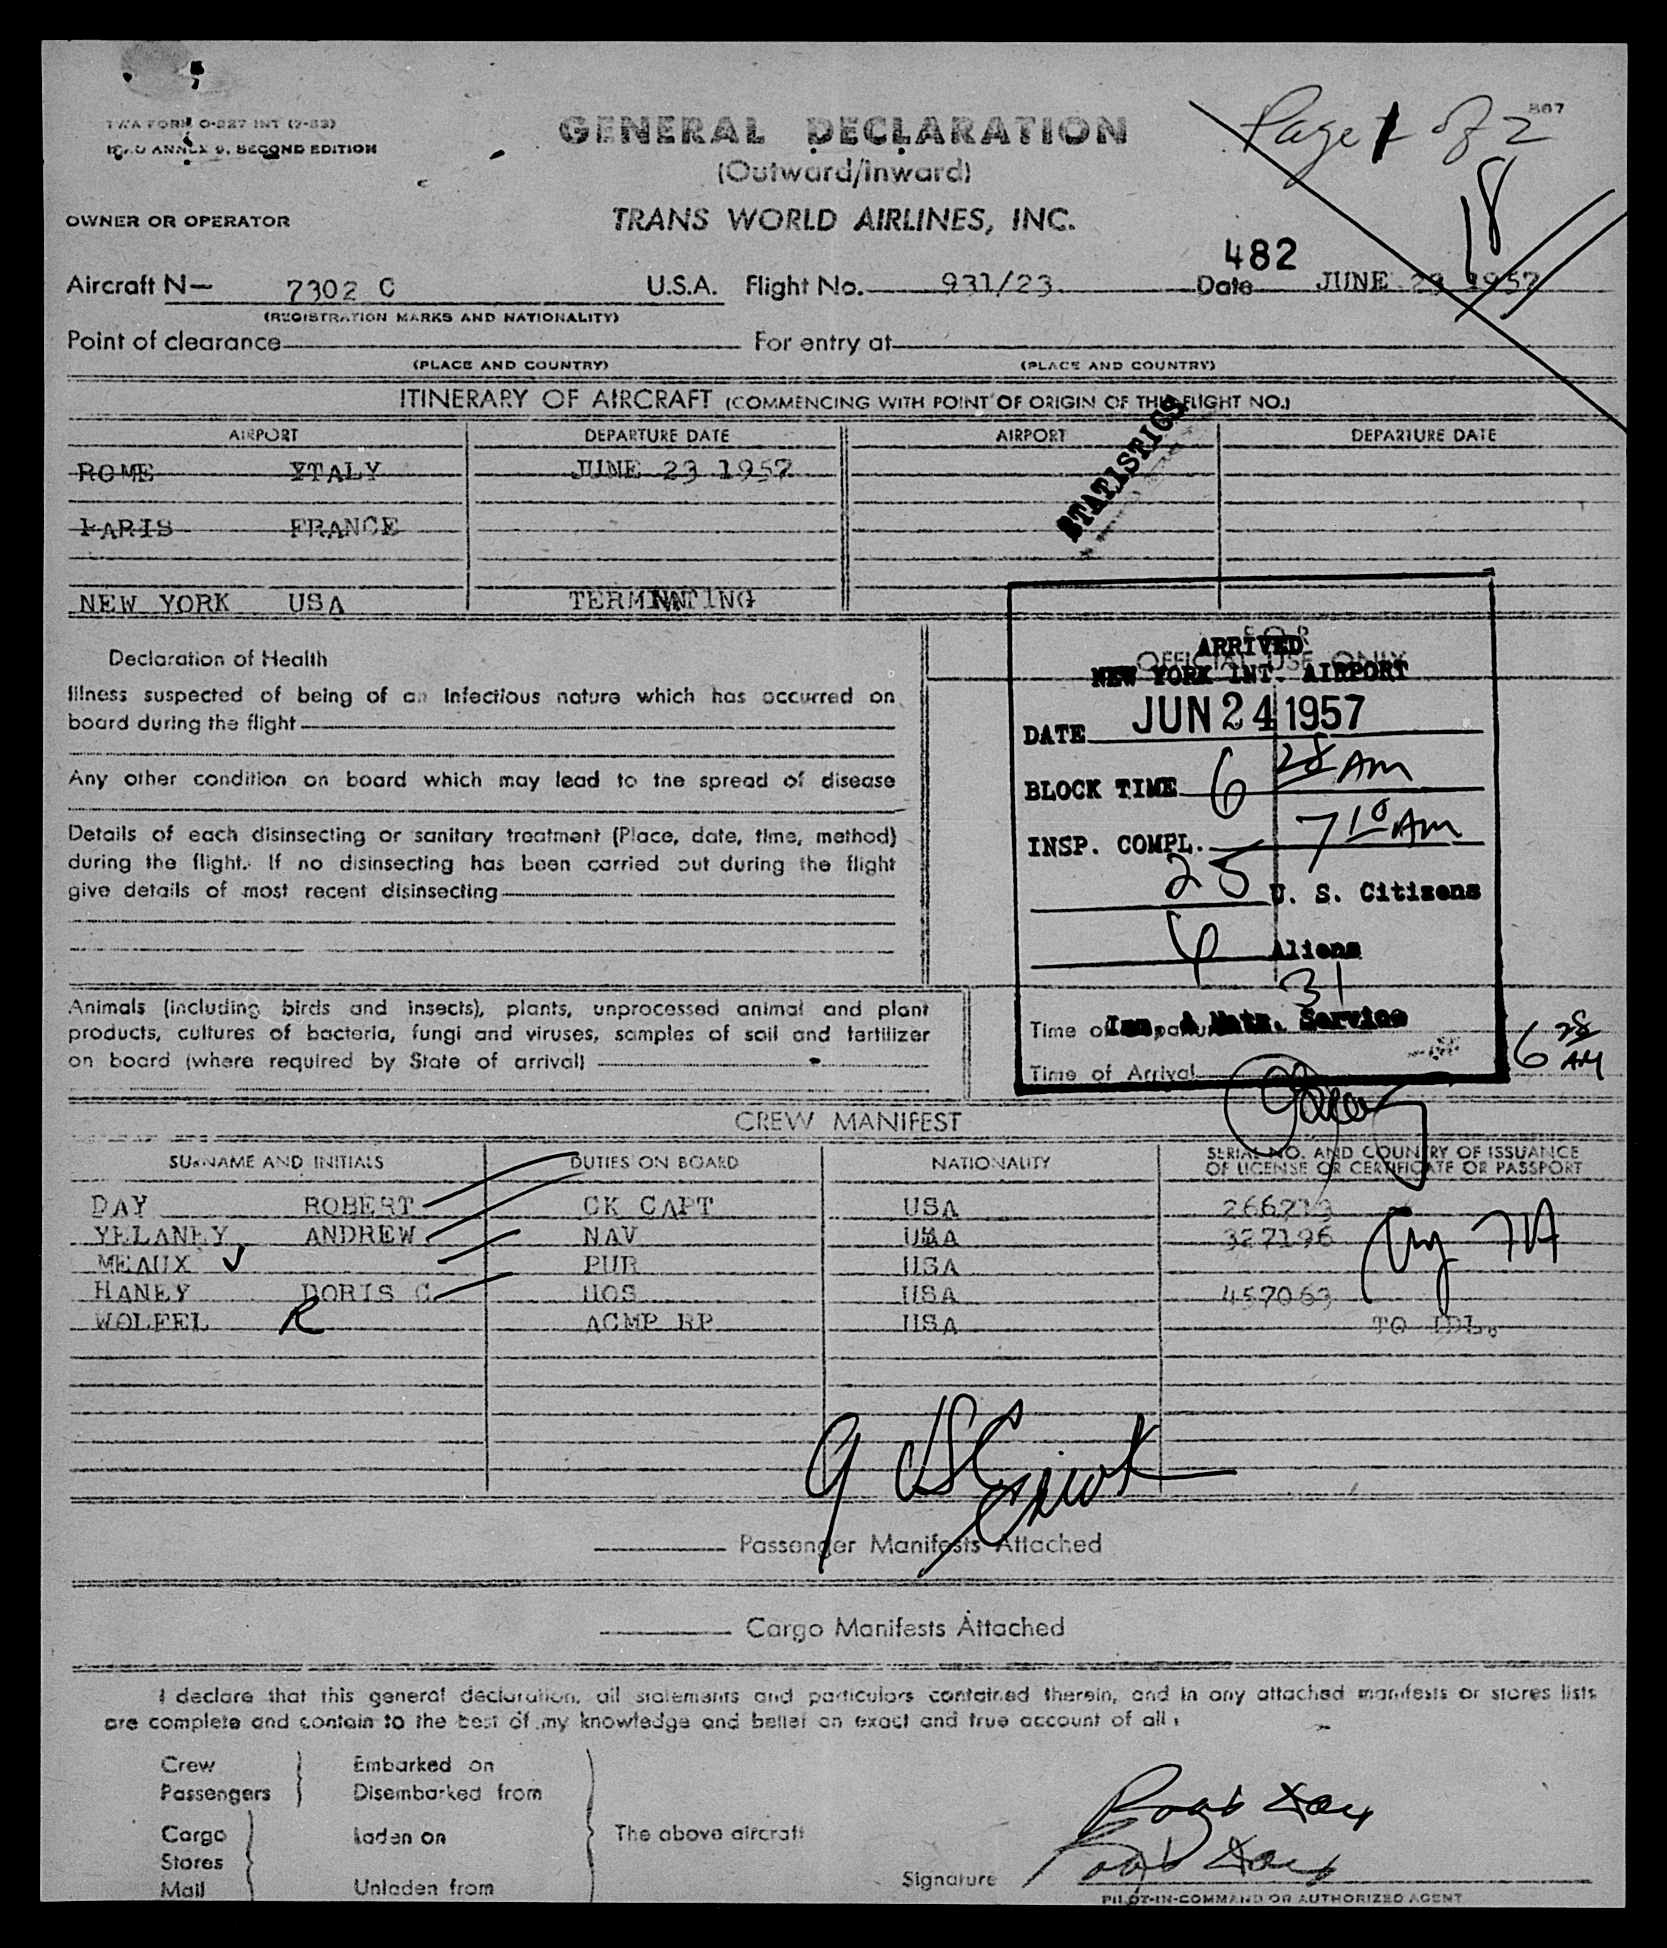 Page 1 of 2
807
TWA FORM O-227 INT (7-53)
ICAO ANNEX 9, SECOND EDITION
GENERAL DECLARATION
(Outward/Inward)
18
OWNER OR OPERATOR TRANS WORLD AIRLINES, INC.
482
Aircraft N— 7302 C U.S.A. Flight No. 931/23 Date JUNE 23 1957
(REGISTRATION MARKS AND NATIONALITY)
Point of clearance For entry at
(PLACE AND COUNTRY) (PLACE AND COUNTRY)
ITINERARY OF AIRCRAFT (COMMENCING WITH POINT OF ORIGIN OF THIS FLIGHT NO.)
AIRPORT DEPARTURE DATE AIRPORT DEPARTURE DATE
STATISTICS
ROME YTALY JUNE 23 1957
PARIS FRANCE
NEW YORK USA TERMINATING
Declaration of Health
Illness suspected of being of an infectious nature which has occurred on
board during the flight
Any other condition on board which may lead to the spread of disease
Details of each disinsecting or sanitary treatment (Place, date, time, method)
during the flight. If no disinsecting has been carried out during the flight
give details of most recent disinsecting
FOR
OFFICIAL USE ONLY
ARRIVED
NEW YORK INT. AIRPORT
DATE JUN 24 1957
BLOCK TIME 6 28 AM
INSP. COMPL. 7 10 AM
25 U. S. Citizens
6 Aliens
31
Imm. & Natz. Service
Animals (including birds and insects), plants, unprocessed animal and plant
products, cultures of bacteria, fungi and viruses, samples of soil and fertilizer
on board (where required by State of arrival)
Time of Departure
Time of Arrival 6 28 AM
CREW MANIFEST
SURNAME AND INITIALS DUTIES ON BOARD NATIONALITY SERIAL NO. AND COUNTRY OF ISSUANCE
OF LICENSE OR CERTIFICATE OR PASSPORT
DAY ROBERT CK CAPT USA 266273
YELANEY ANDREW NAV USA 327196
MEAUX PUR USA
HANEY DORIS C HOS USA 457063
WOLFEL R ACMP RP USA TO IDL.
Passenger Manifests Attached
Cargo Manifests Attached
I declare that this general declaration, all statements and particulars contained therein, and in any attached manifests or stores lists
are complete and contain to the best of my knowledge and belief an exact and true account of all :
Crew Embarked on
Passengers Disembarked from
Cargo Laden on The above aircraft
Stores
Mail Unladen from
Signature
PILOT-IN-COMMAND OR AUTHORIZED AGENT